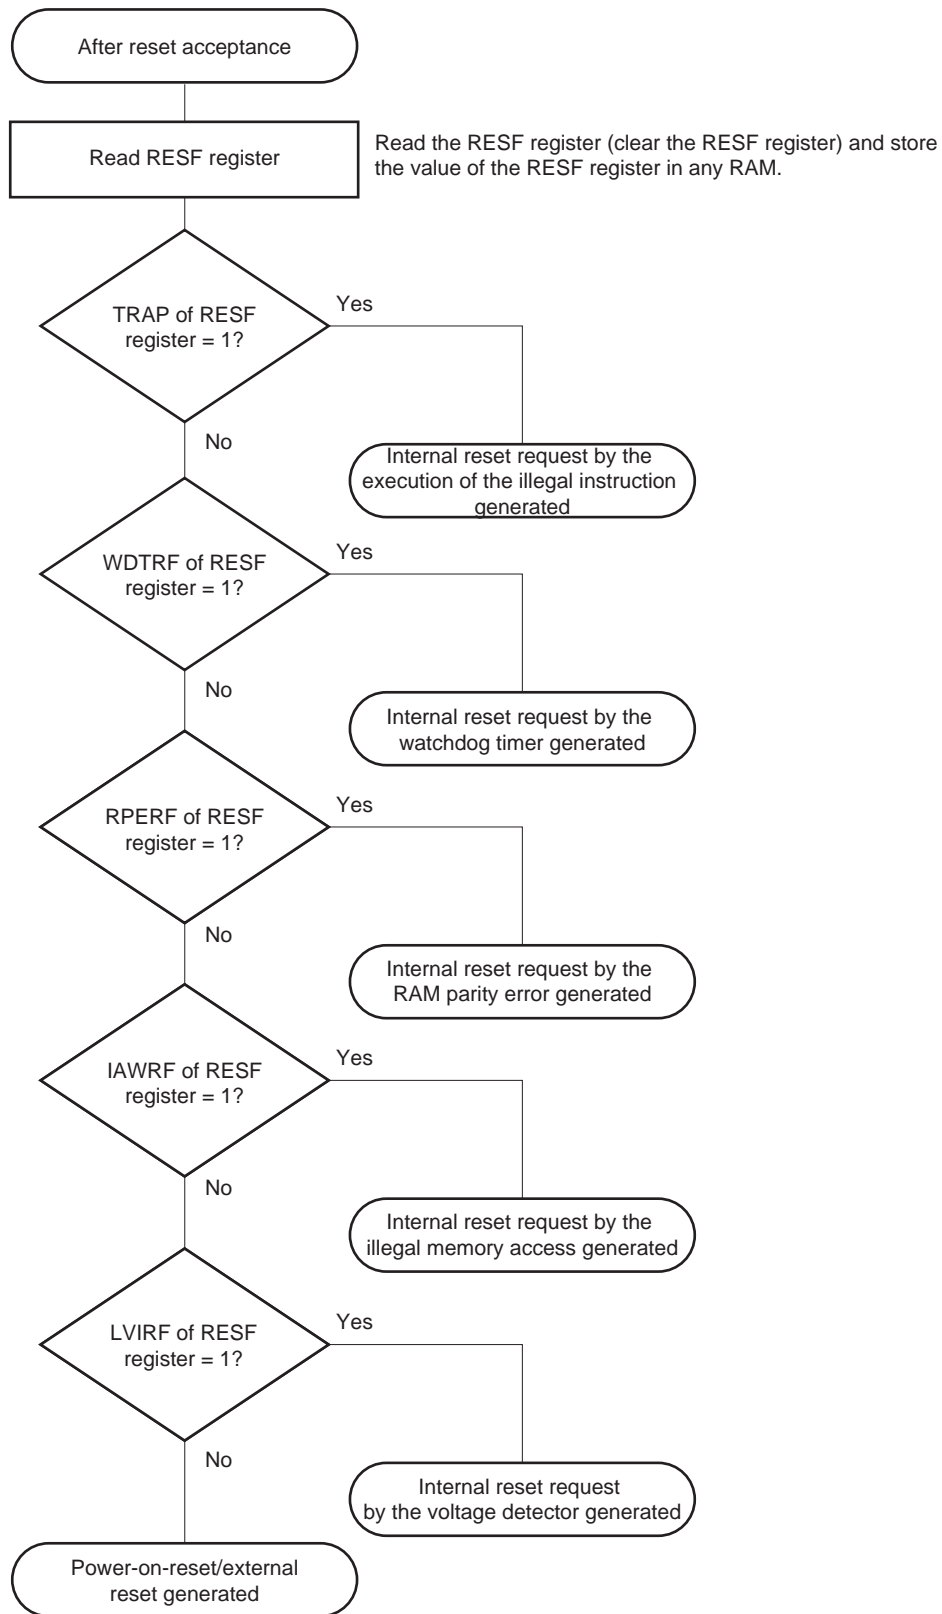 After reset acceptance
Read RESF register
Read the RESF register (clear the RESF register) and store
the value of the RESF register in any RAM.
TRAP of RESF
register = 1?
Yes
No
Internal reset request by the
execution of the illegal instruction
generated
WDTRF of RESF
register = 1?
Yes
No
Internal reset request by the
watchdog timer generated
RPERF of RESF
register = 1?
Yes
No
Internal reset request by the
RAM parity error generated
IAWRF of RESF
register = 1?
Yes
No
Internal reset request by the
illegal memory access generated
LVIRF of RESF
register = 1?
Yes
No
Internal reset request
by the voltage detector generated
Power-on-reset/external
reset generated